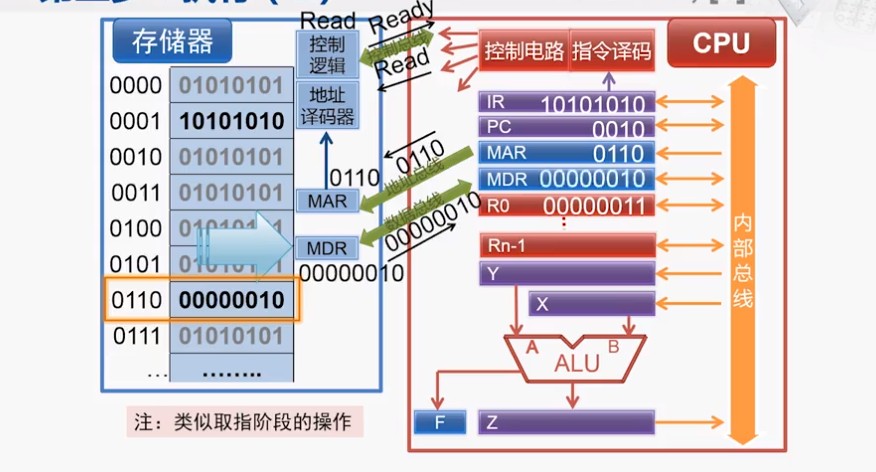 Read
Ready
存储器
控制
逻辑
控制总线
Read
控制电路
指令译码
CPU
地址
译码器
0000 01010101
0001 10101010
0010 01010101
0011 01010101
0100
0101
0110 00000010
0111 01010101
... ........
0110
MAR
MDR
00000010
0110
地址总线
数据总线
00000010
IR 10101010
PC 0010
MAR 0110
MDR 00000010
R0 00000011
Rn-1
Y
X
A B
ALU
F
Z
内部总线
注：类似取指阶段的操作